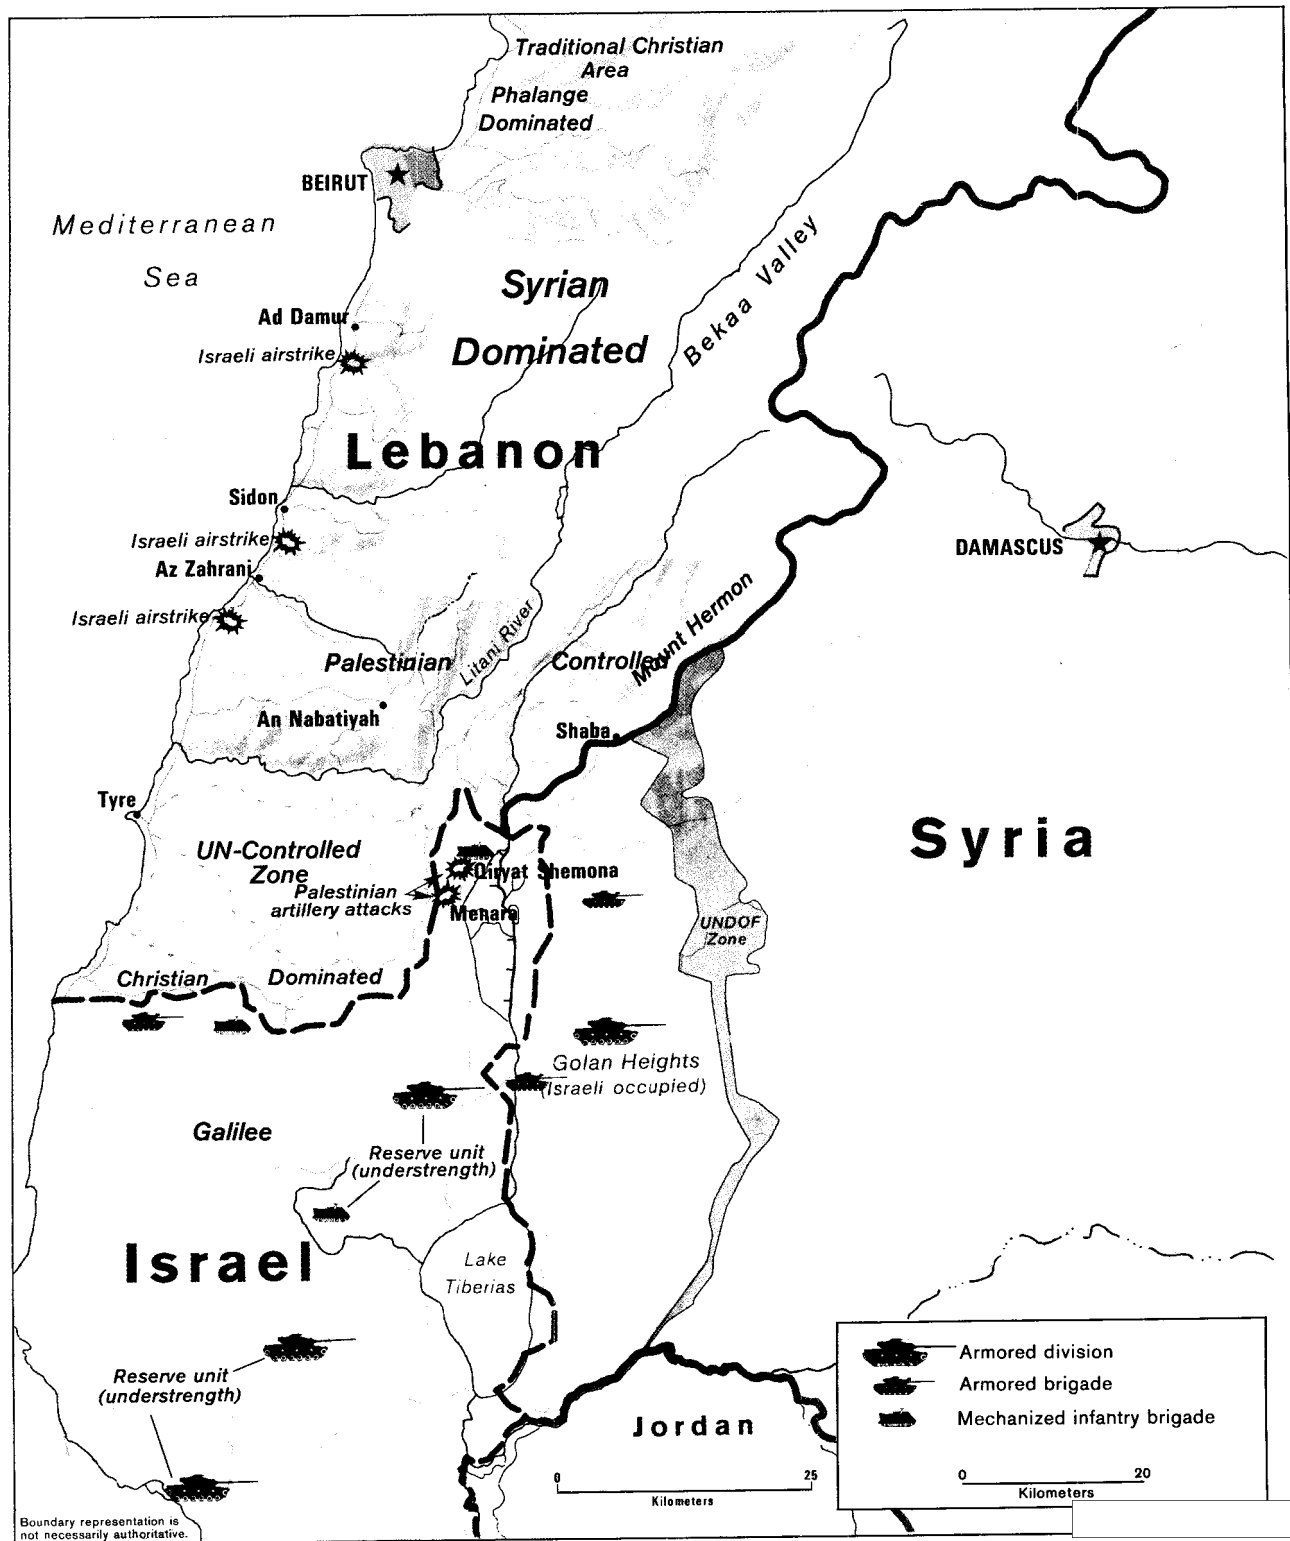 Traditional Christian
Area
Phalange
Dominated
BEIRUT
Mediterranean
Sea
Syrian
Dominated
Bekaa Valley
Ad Damur
Israeli airstrike
Lebanon
Sidon
Israeli airstrike
Az Zahrani
DAMASCUS
Israeli airstrike
Palestinian
Litani River
Controlled
Mount Hermon
An Nabatiyah
Shaba
Tyre
Syria
UN-Controlled
Zone
Qiryat Shemona
Palestinian
artillery attacks
Menara
UNDOF
Zone
Christian Dominated
Golan Heights
(Israeli occupied)
Galilee
Reserve unit
(understrength)
Israel
Lake
Tiberias
Reserve unit
(understrength)
Jordan
Armored division
Armored brigade
Mechanized infantry brigade
0 25
Kilometers
0 20
Kilometers
Boundary representation is
not necessarily authoritative.